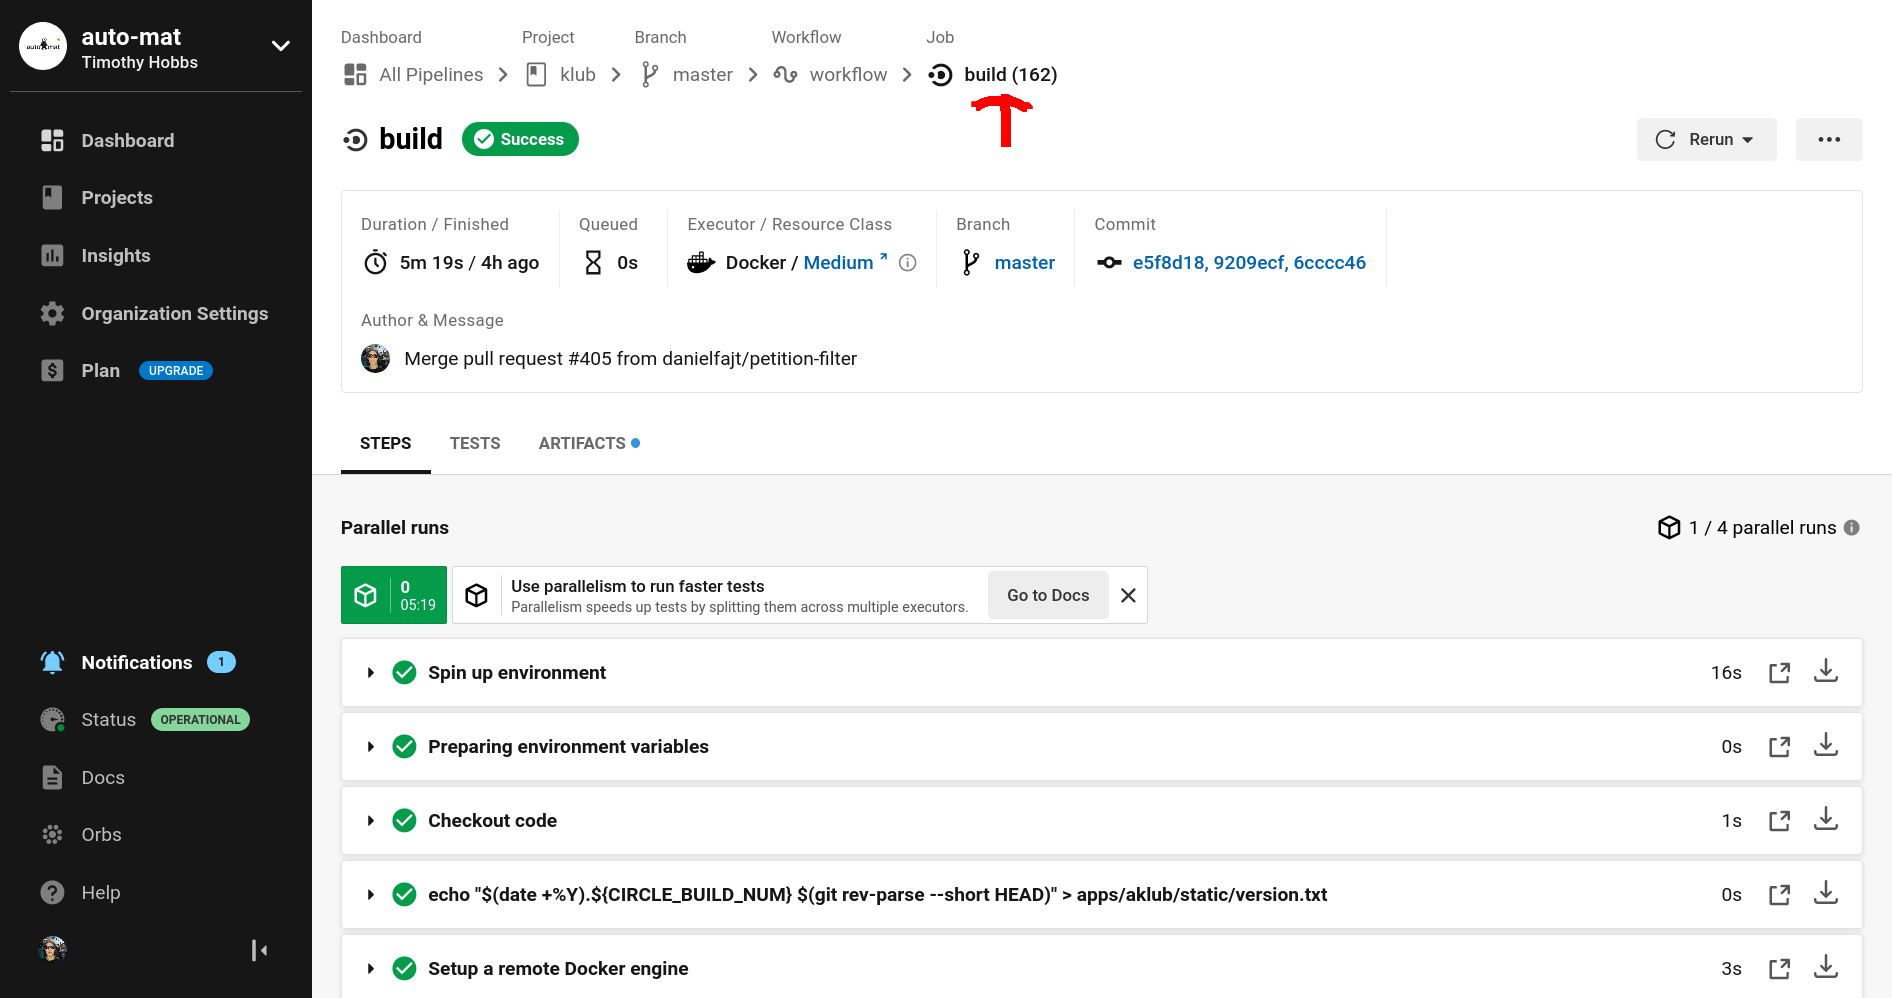 auto-mat
Timothy Hobbs
Dashboard
Projects
Insights
Organization Settings
Plan UPGRADE
Notifications 1
Status OPERATIONAL
Docs
Orbs
Help
Dashboard Project Branch Workflow Job
All Pipelines klub master workflow build (162)
build Success
Rerun
Duration / Finished Queued Executor / Resource Class Branch Commit
5m 19s / 4h ago 0s Docker / Medium master e5f8d18, 9209ecf, 6cccc46
Author & Message
Merge pull request #405 from danielfajt/petition-filter
STEPS TESTS ARTIFACTS
Parallel runs
1 / 4 parallel runs
0
05:19
Use parallelism to run faster tests
Parallelism speeds up tests by splitting them across multiple executors.
Go to Docs
Spin up environment 16s
Preparing environment variables 0s
Checkout code 1s
echo "$(date +%Y).${CIRCLE_BUILD_NUM} $(git rev-parse --short HEAD)" > apps/aklub/static/version.txt 0s
Setup a remote Docker engine 3s